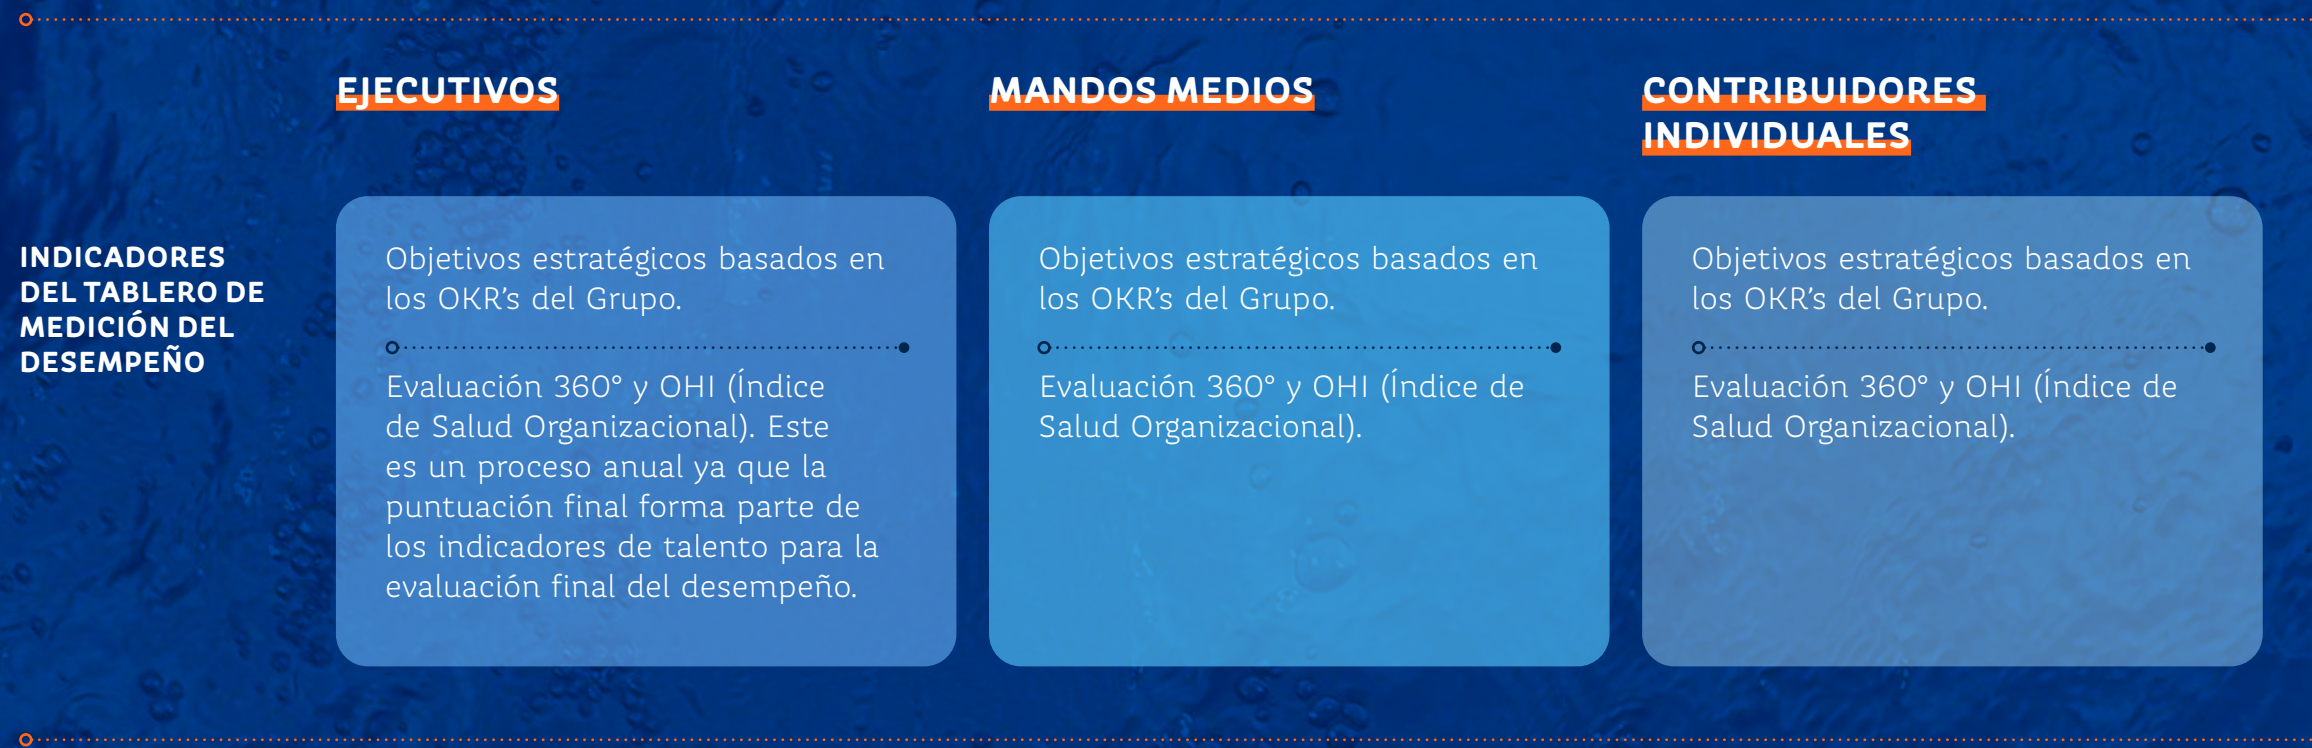 EJECUTIVOS
MANDOS MEDIOS
CONTRIBUIDORES
INDIVIDUALES
INDICADORES
DEL TABLERO DE
MEDICIÓN DEL
DESEMPEÑO
Objetivos estratégicos basados en
los OKR’s del Grupo.
Evaluación 360° y OHI (Índice
de Salud Organizacional). Este
es un proceso anual ya que la
puntuación final forma parte de
los indicadores de talento para la
evaluación final del desempeño.
Objetivos estratégicos basados en
los OKR’s del Grupo.
Evaluación 360° y OHI (Índice de
Salud Organizacional).
Objetivos estratégicos basados en
los OKR’s del Grupo.
Evaluación 360° y OHI (Índice de
Salud Organizacional).